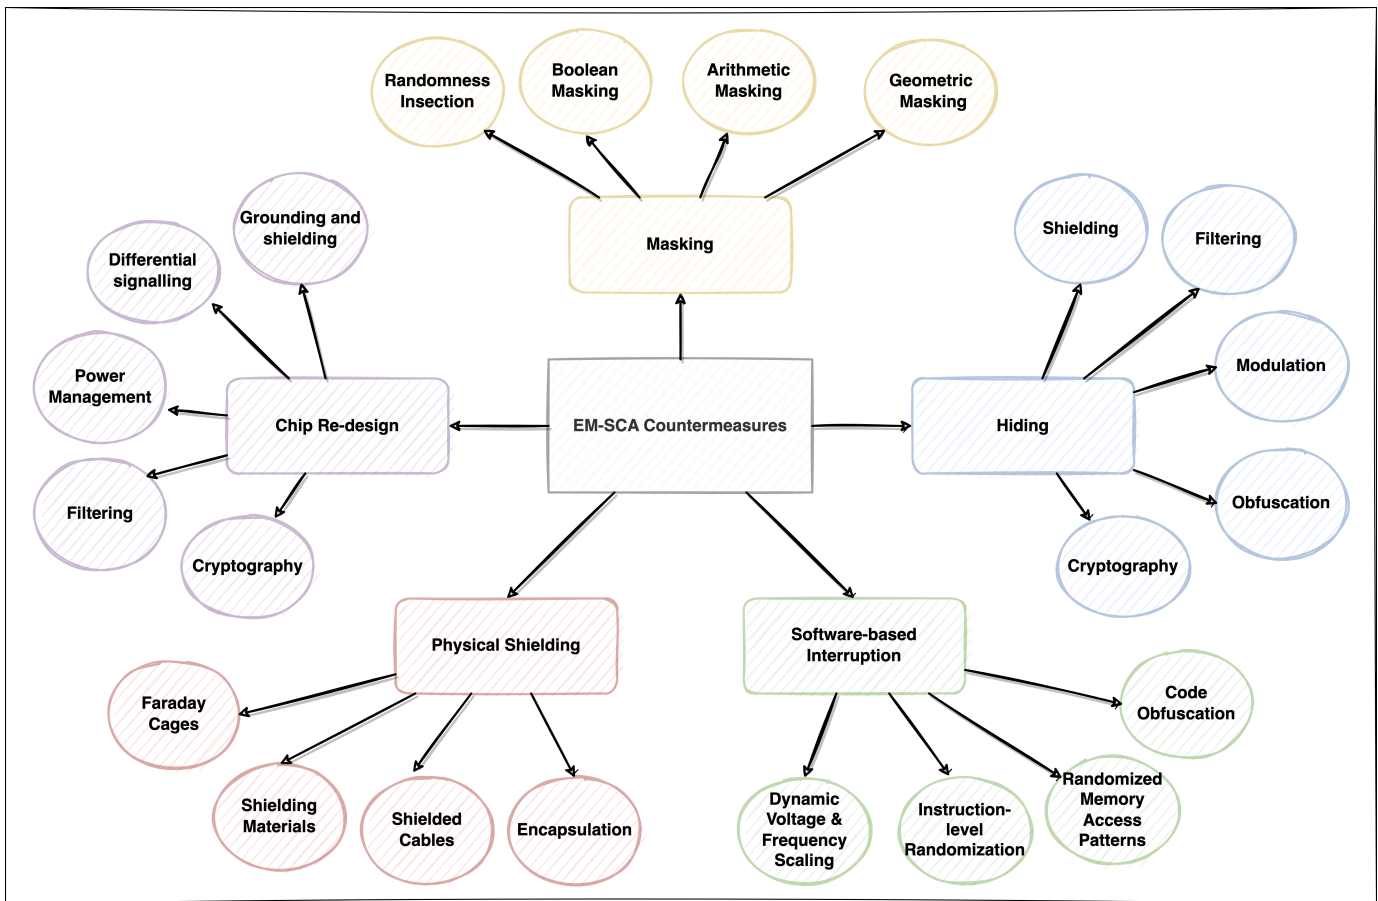 Randomness
Insection
Boolean
Masking
Arithmetic
Masking
Geometric
Masking
Masking
Grounding and
shielding
Differential
signalling
Power
Management
Filtering
Cryptography
Chip Re-design
EM-SCA Countermeasures
Hiding
Shielding
Filtering
Modulation
Obfuscation
Cryptography
Physical Shielding
Faraday
Cages
Shielding
Materials
Shielded
Cables
Encapsulation
Software-based
Interruption
Dynamic
Voltage &
Frequency
Scaling
Instruction-
level
Randomization
Randomized
Memory
Access
Patterns
Code
Obfuscation